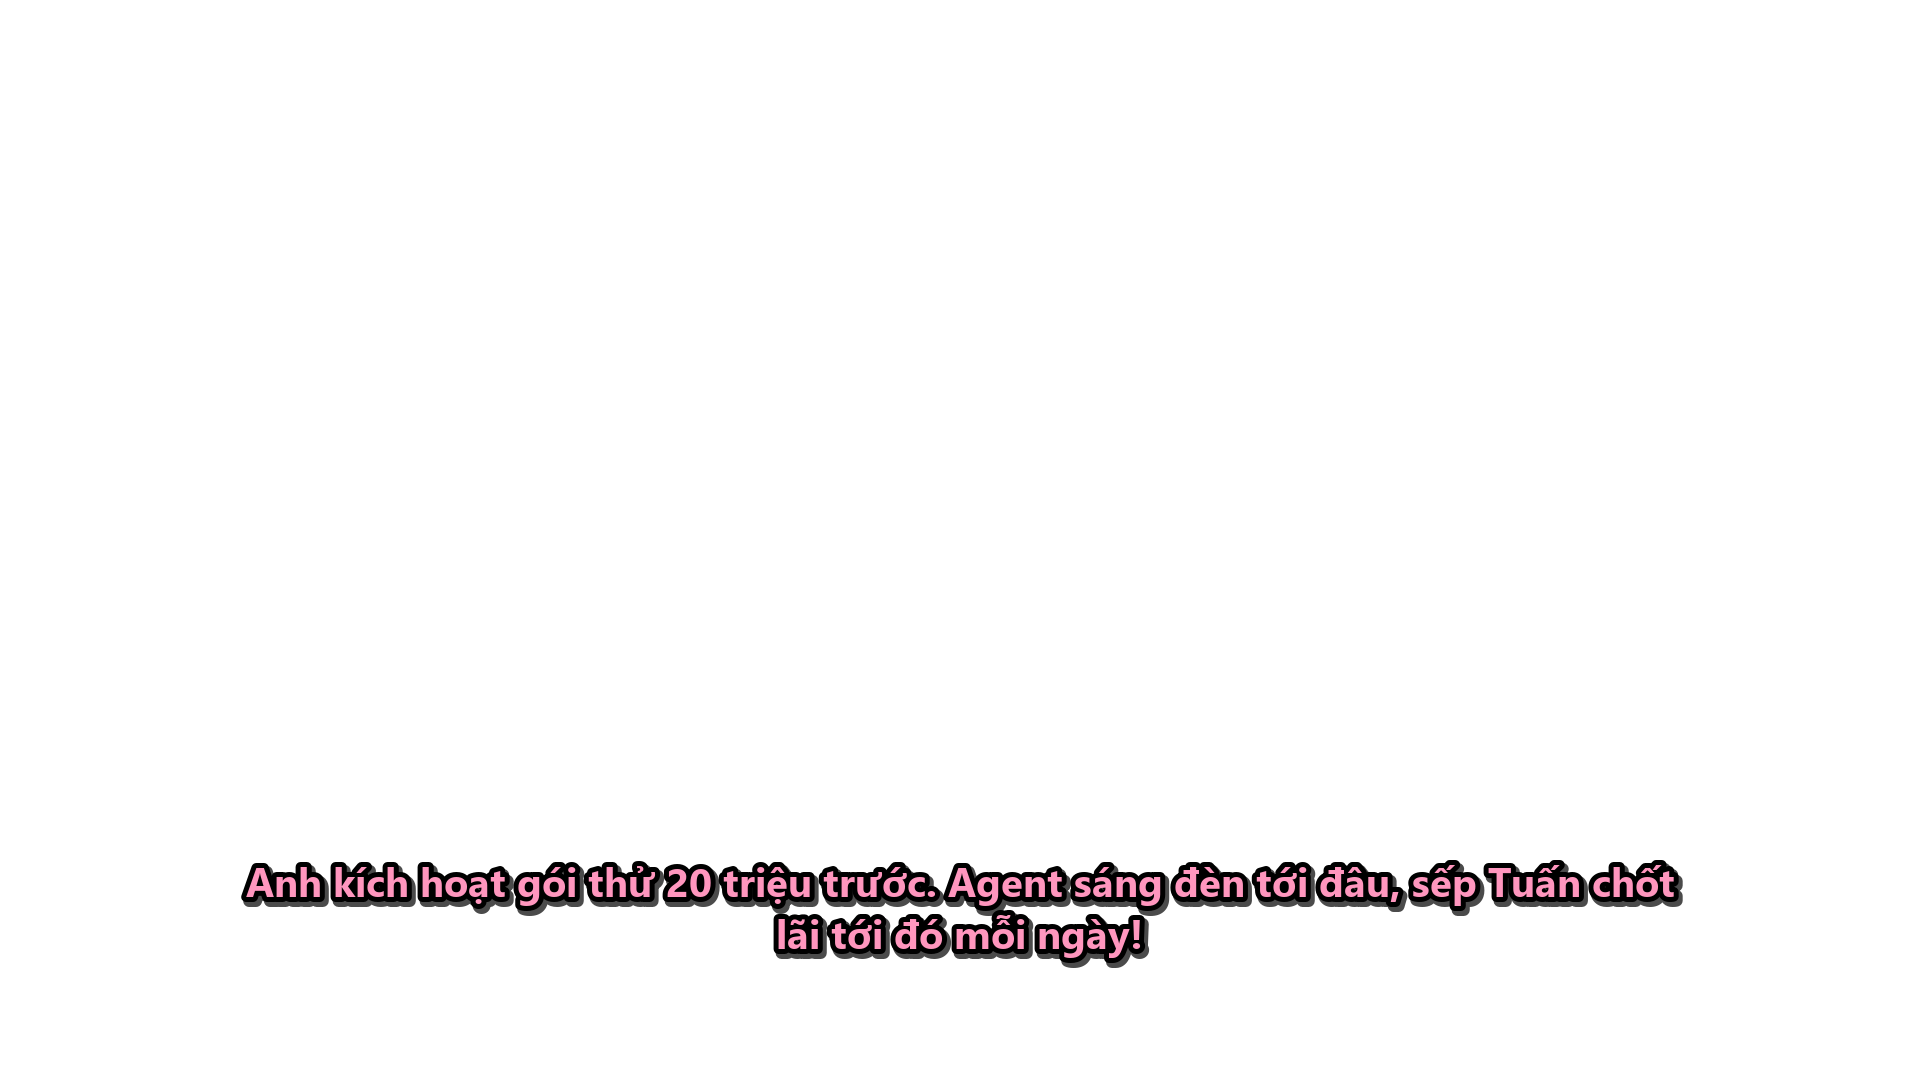 Anh kích hoạt gói thử 20 triệu trước. Agent sáng đèn tới đâu, sếp Tuấn chốt
lãi tới đó mỗi ngày!